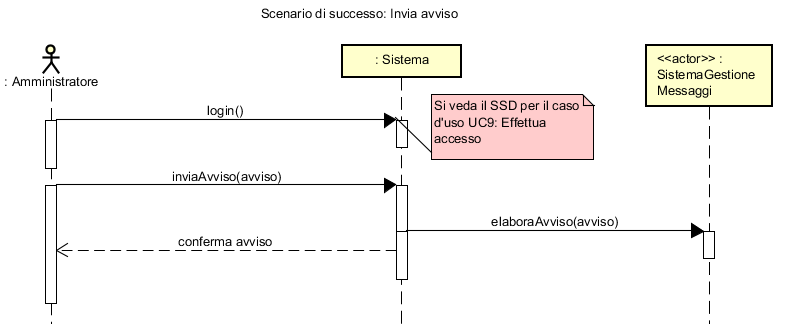 Scenario di successo: Invia avviso
: Amministratore
: Sistema
<<actor>> :
SistemaGestione
Messaggi
login()
Si veda il SSD per il caso
d'uso UC9: Effettua
accesso
inviaAvviso(avviso)
elaboraAvviso(avviso)
conferma avviso